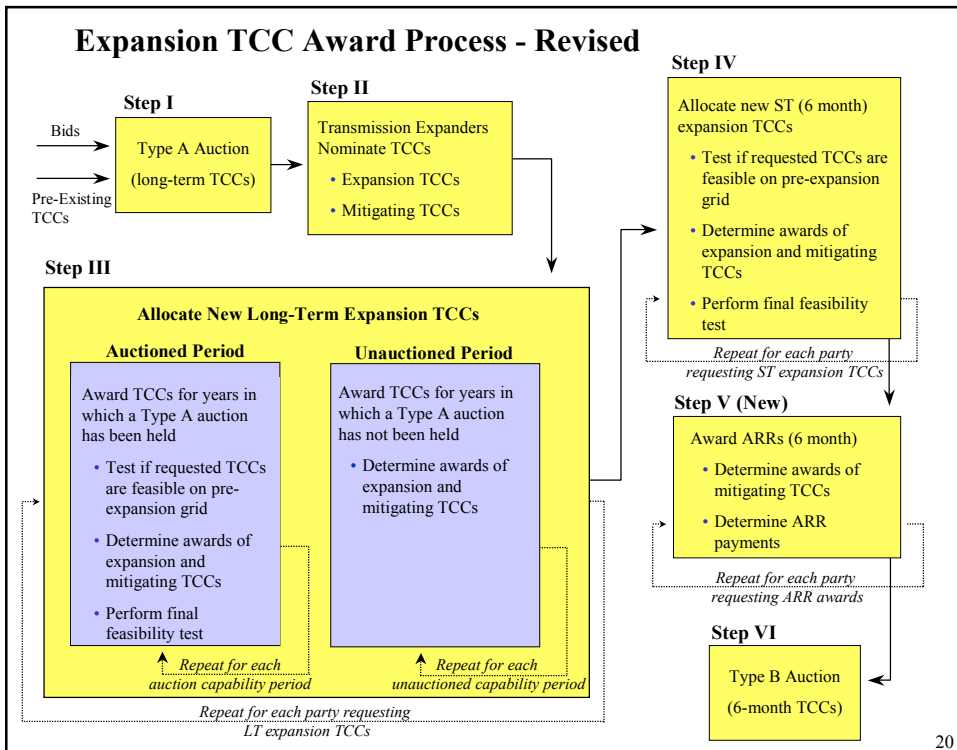 Expansion TCC Award Process - Revised
Step I
Bids
Pre-Existing
TCCs
Type A Auction
(long-term TCCs)
Step II
Transmission Expanders
Nominate TCCs
• Expansion TCCs
• Mitigating TCCs
Step III
Allocate New Long-Term Expansion TCCs
Auctioned Period
Award TCCs for years in
which a Type A auction
has been held
• Test if requested TCCs
are feasible on pre-
expansion grid
• Determine awards of
expansion and
mitigating TCCs
• Perform final
feasibility test
Repeat for each
auction capability period
Unauctioned Period
Award TCCs for years in
which a Type A auction
has not been held
• Determine awards of
expansion and
mitigating TCCs
Repeat for each
unauctioned capability period
Repeat for each party requesting
LT expansion TCCs
Step IV
Allocate new ST (6 month)
expansion TCCs
• Test if requested TCCs are
feasible on pre-expansion
grid
• Determine awards of
expansion and mitigating
TCCs
• Perform final feasibility
test
Repeat for each party
requesting ST expansion TCCs
Step V (New)
Award ARRs (6 month)
• Determine awards of
mitigating TCCs
• Determine ARR
payments
Repeat for each party
requesting ARR awards
Step VI
Type B Auction
(6-month TCCs)
20